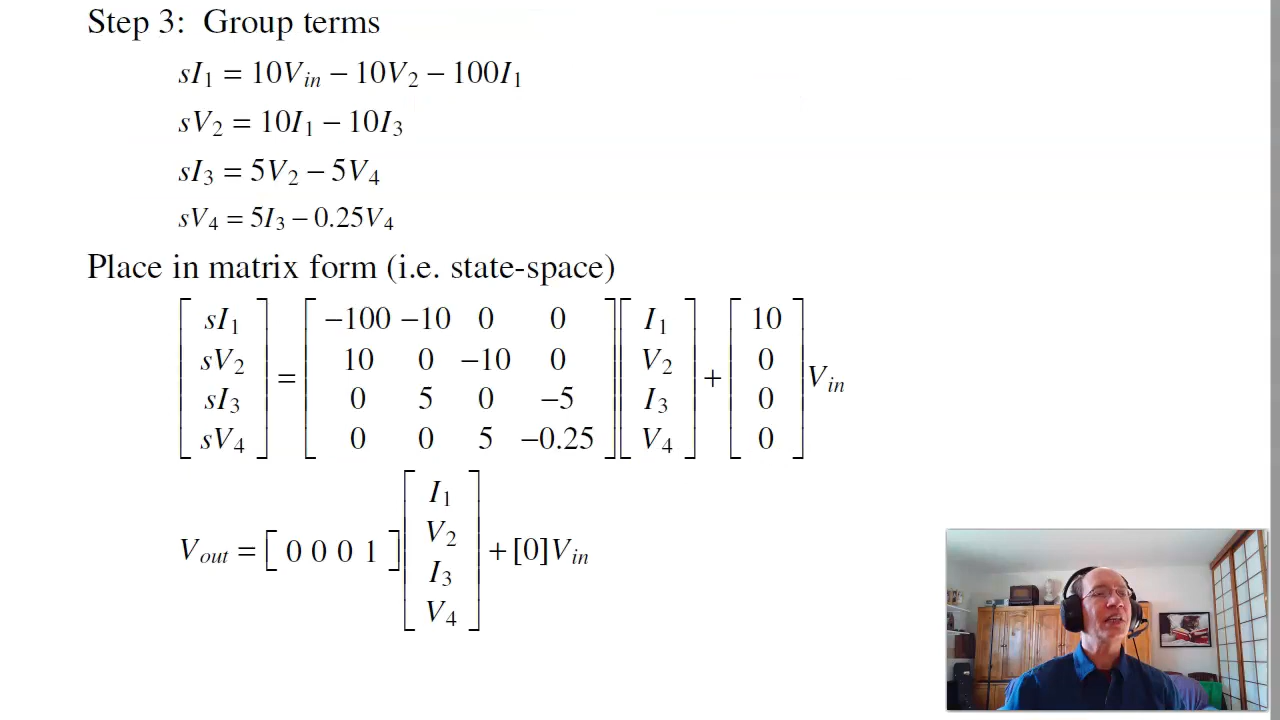 Step 3: Group terms
sI₁ = 10Vᵢₙ − 10V₂ − 100I₁
sV₂ = 10I₁ − 10I₃
sI₃ = 5V₂ − 5V₄
sV₄ = 5I₃ − 0.25V₄
Place in matrix form (i.e. state-space)
[ sI₁ ] = [ −100 −10 0 0 ] [ I₁ ] + [ 10 ]
[ sV₂ ] [ 10 0 −10 0 ] [ V₂ ] [ 0 ] Vᵢₙ
[ sI₃ ] [ 0 5 0 −5 ] [ I₃ ] [ 0 ]
[ sV₄ ] [ 0 0 5 −0.25 ] [ V₄ ] [ 0 ]
V_out = [ 0 0 0 1 ] [ I₁ V₂ I₃ V₄ ] + [0]Vᵢₙ